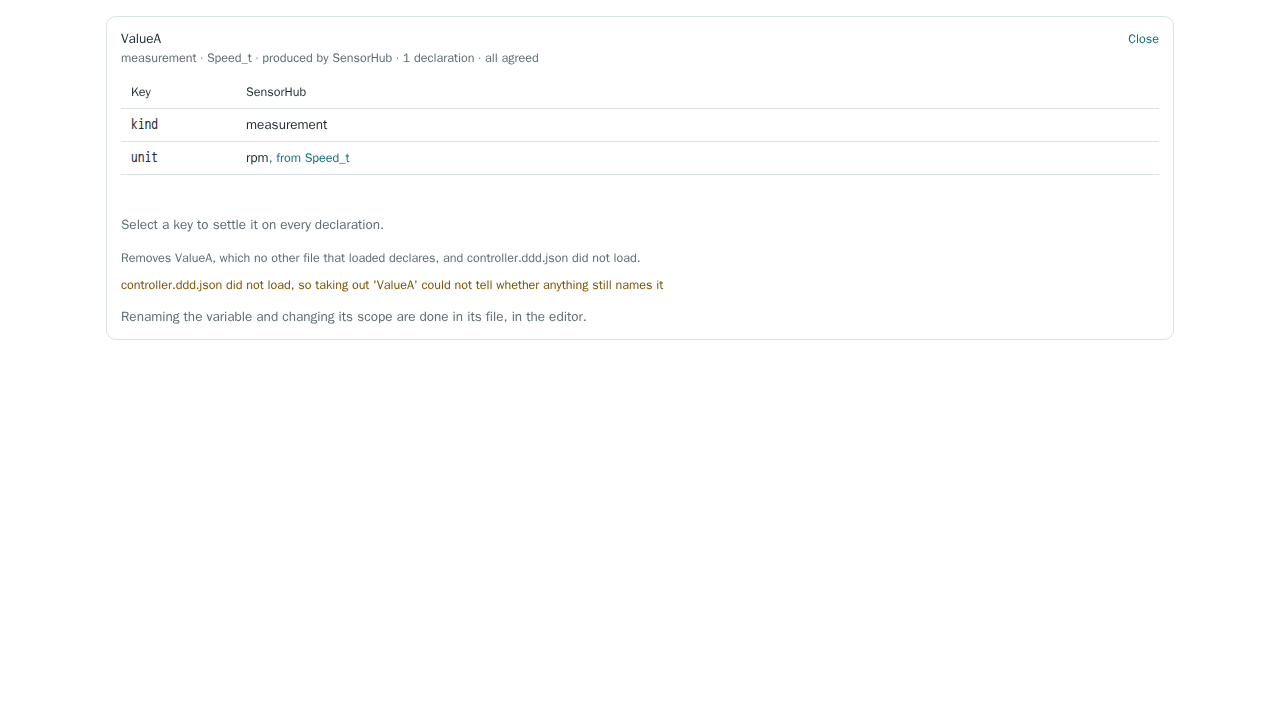 ValueA
Close
measurement · Speed_t · produced by SensorHub · 1 declaration · all agreed
Key SensorHub
kind measurement
unit rpm, from Speed_t
Select a key to settle it on every declaration.
Removes ValueA, which no other file that loaded declares, and controller.ddd.json did not load.
controller.ddd.json did not load, so taking out 'ValueA' could not tell whether anything still names it
Renaming the variable and changing its scope are done in its file, in the editor.